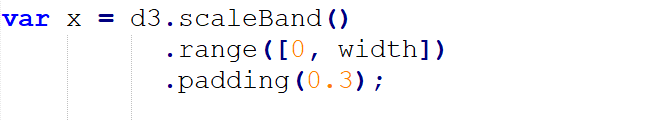 var x = d3.scaleBand()
.range([0, width])
.padding(0.3);